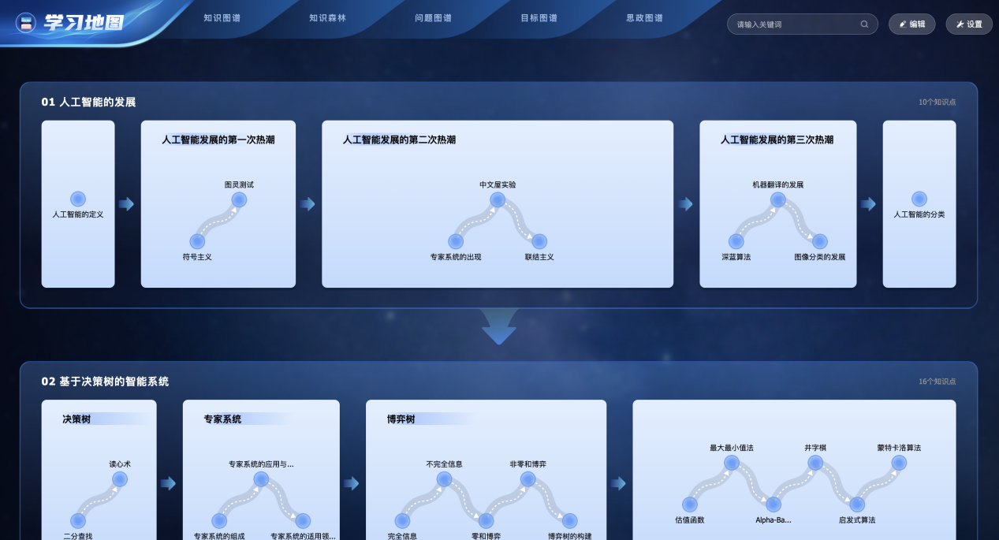 学习地图
知识图谱
知识森林
问题图谱
目标图谱
思政图谱
请输入关键词
编辑
设置
01 人工智能的发展
10个知识点
人工智能的定义
人工智能发展的第一次热潮
图灵测试
符号主义
人工智能发展的第二次热潮
中文屋实验
专家系统的出现
联结主义
人工智能发展的第三次热潮
机器翻译的发展
深蓝算法
图像分类的发展
人工智能的分类
02 基于决策树的智能系统
16个知识点
决策树
读心术
二分查找
专家系统
专家系统的应用与...
专家系统的组成
专家系统的适用领...
博弈树
不完全信息
非零和博弈
完全信息
零和博弈
博弈树的构建
最大最小值法
井字棋
蒙特卡洛算法
估值函数
Alpha-Ba...
启发式算法